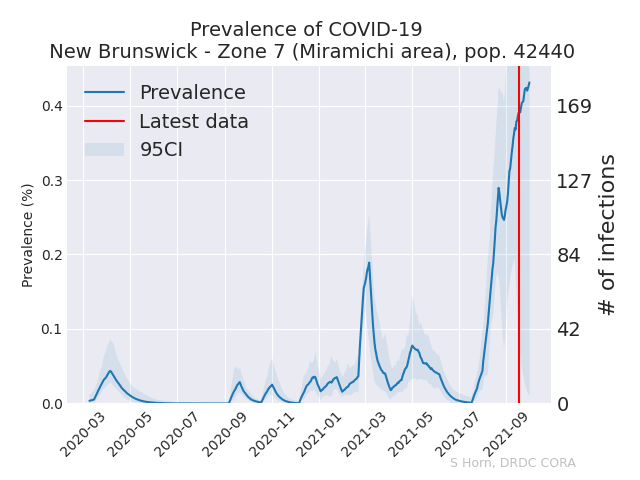 Prevalence of COVID-19
New Brunswick - Zone 7 (Miramichi area), pop. 42440
Prevalence
Latest data
95CI
Prevalence (%)
0.4
0.3
0.2
0.1
0.0
169
127
84
42
0
# of infections
2020-03
2020-05
2020-07
2020-09
2020-11
2021-01
2021-03
2021-05
2021-07
2021-09
S Horn, DRDC CORA